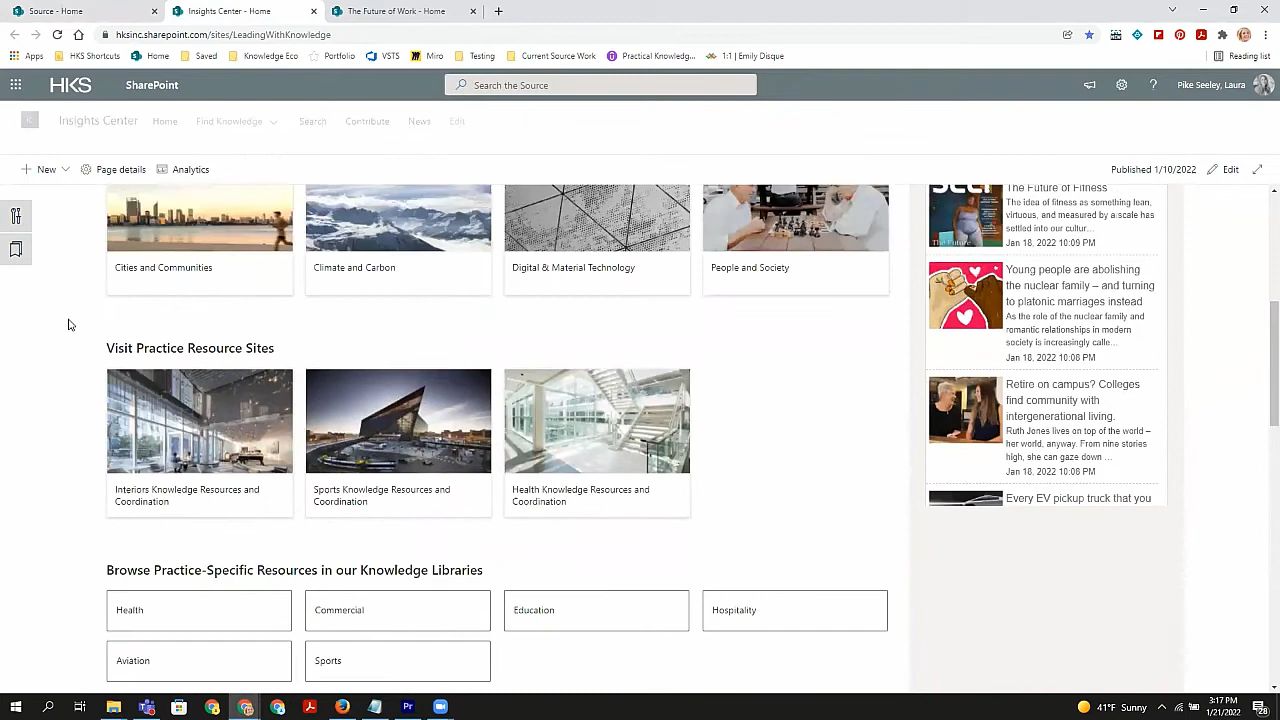 Source - Home
Insights Center - Home
The Future of Work - Home
hksinc.sharepoint.com/sites/LeadingWithKnowledge
Apps
HKS Shortcuts
Home
Saved
Knowledge Eco
Portfolio
VSTS
Miro
Testing
Current Source Work
Practical Knowledg...
1:1 | Emily Disque
Reading list
HKS
SharePoint
Search the Source
Pike Seeley, Laura
Insights Center
Home
Find Knowledge
Search
Contribute
News
Edit
New
Page details
Analytics
Published 1/10/2022
Edit
Cities and Communities
Climate and Carbon
Digital & Material Technology
People and Society
Visit Practice Resource Sites
Interiors Knowledge Resources and
Coordination
Sports Knowledge Resources and
Coordination
Health Knowledge Resources and
Coordination
Browse Practice-Specific Resources in our Knowledge Libraries
Health
Commercial
Education
Hospitality
Aviation
Sports
The Future
The Future of Fitness
The idea of fitness as something lean,
virtuous, and measured by a scale has
settled into our cultur...
Jan 18, 2022 10:09 PM
Young people are abolishing
the nuclear family – and turning
to platonic marriages instead
As the role of the nuclear family and
romantic relationships in modern
society is increasingly calle...
Jan 18, 2022 10:08 PM
Retire on campus? Colleges
find community with
intergenerational living.
Ruth Jones lives on top of the world –
her world, anyway. From nine stories
high, she can gaze down ...
Jan 18, 2022 10:08 PM
Every EV pickup truck that you
41°F Sunny
3:17 PM
1/21/2022